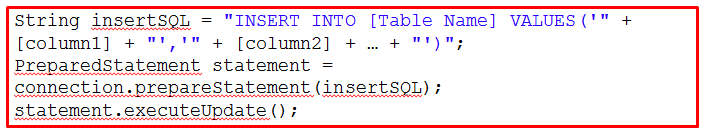 String insertSQL = "INSERT INTO [Table Name] VALUES('" +
[column1] + "','" + [column2] + … + "')";
PreparedStatement statement =
connection.prepareStatement(insertSQL);
statement.executeUpdate();